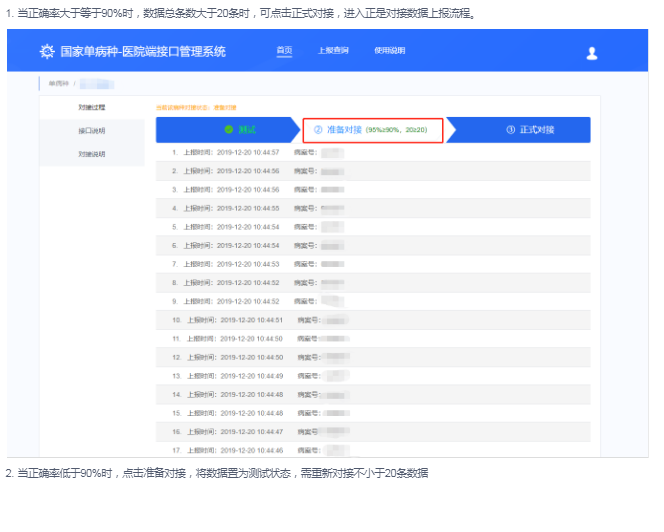 1. 当正确率大于等于90%时，数据总条数大于20条时，可点击正式对接，进入正是对接数据上报流程。
国家单病种-医院端接口管理系统 首页 上报查询 使用说明
单病种 /
对接过程
接口说明
对接说明
当前该病种对接状态：准备对接
测试 ② 准备对接 (95%≥90%，20≥20) ③ 正式对接
1. 上报时间：2019-12-20 10:44:57 病案号：
2. 上报时间：2019-12-20 10:44:56 病案号：
3. 上报时间：2019-12-20 10:44:56 病案号：
4. 上报时间：2019-12-20 10:44:55 病案号：
5. 上报时间：2019-12-20 10:44:54 病案号：
6. 上报时间：2019-12-20 10:44:54 病案号：
7. 上报时间：2019-12-20 10:44:53 病案号：
8. 上报时间：2019-12-20 10:44:52 病案号：
9. 上报时间：2019-12-20 10:44:52 病案号：
10. 上报时间：2019-12-20 10:44:51 病案号：
11. 上报时间：2019-12-20 10:44:50 病案号：
12. 上报时间：2019-12-20 10:44:50 病案号：
13. 上报时间：2019-12-20 10:44:49 病案号：
14. 上报时间：2019-12-20 10:44:48 病案号：
15. 上报时间：2019-12-20 10:44:48 病案号：
16. 上报时间：2019-12-20 10:44:47 病案号：
17. 上报时间：2019-12-20 10:44:46 病案号：
2. 当正确率低于90%时，点击准备对接，将数据置为测试状态，需重新对接不小于20条数据